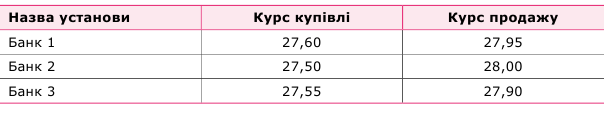 Назва установи Курс купівлі Курс продажу
Банк 1 27,60 27,95
Банк 2 27,50 28,00
Банк 3 27,55 27,90